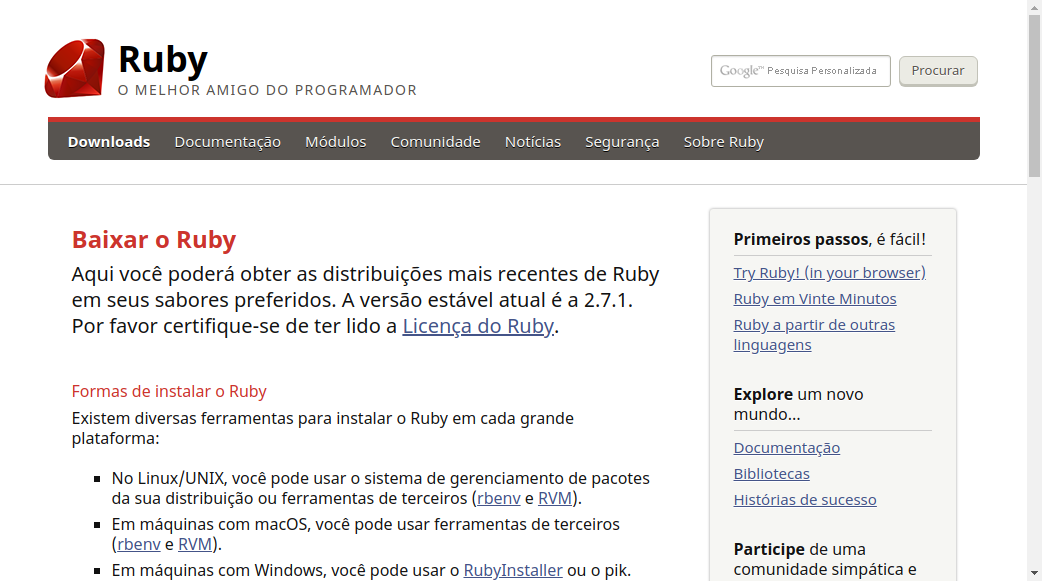 Ruby
O MELHOR AMIGO DO PROGRAMADOR
Google™ Pesquisa Personalizada
Procurar
Downloads Documentação Módulos Comunidade Notícias Segurança Sobre Ruby
Baixar o Ruby
Aqui você poderá obter as distribuições mais recentes de Ruby
em seus sabores preferidos. A versão estável atual é a 2.7.1.
Por favor certifique-se de ter lido a Licença do Ruby.
Formas de instalar o Ruby
Existem diversas ferramentas para instalar o Ruby em cada grande
plataforma:
No Linux/UNIX, você pode usar o sistema de gerenciamento de pacotes
da sua distribuição ou ferramentas de terceiros (rbenv e RVM).
Em máquinas com macOS, você pode usar ferramentas de terceiros
(rbenv e RVM).
Em máquinas com Windows, você pode usar o RubyInstaller ou o pik.
Primeiros passos, é fácil!
Try Ruby! (in your browser)
Ruby em Vinte Minutos
Ruby a partir de outras
linguagens
Explore um novo
mundo…
Documentação
Bibliotecas
Histórias de sucesso
Participe de uma
comunidade simpática e